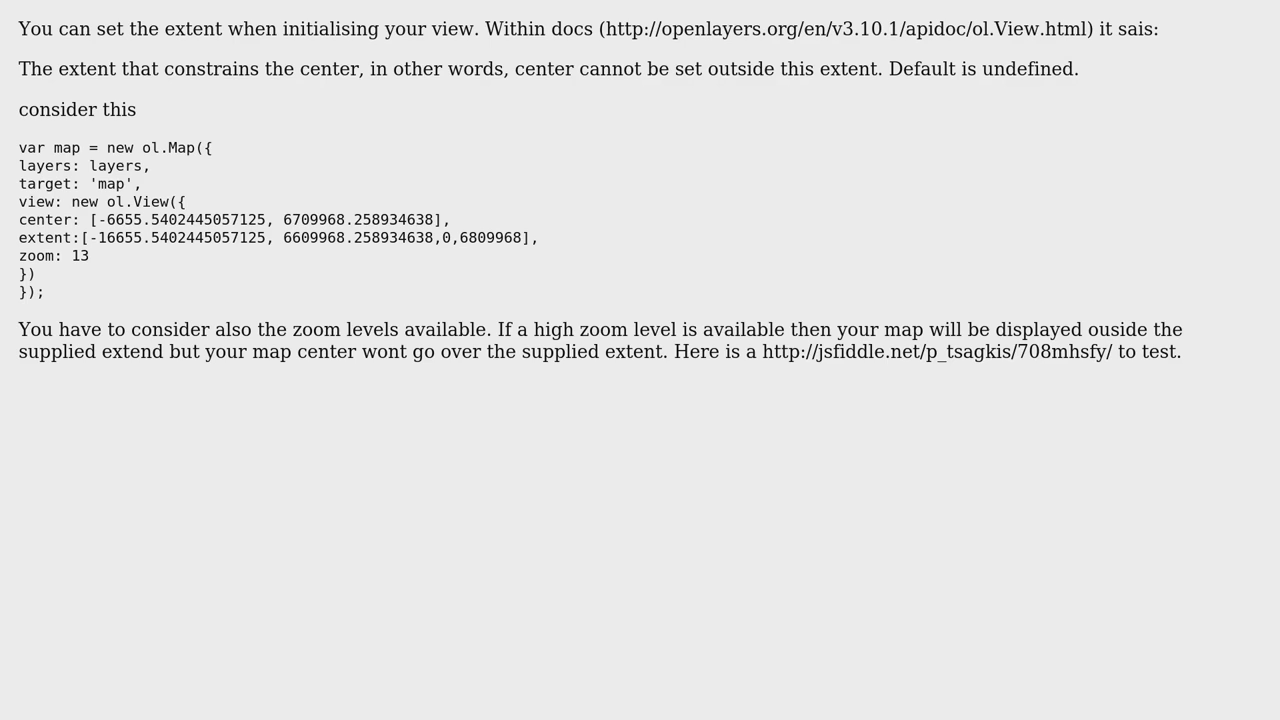 You can set the extent when initialising your view. Within docs (http://openlayers.org/en/v3.10.1/apidoc/ol.View.html) it sais:
The extent that constrains the center, in other words, center cannot be set outside this extent. Default is undefined.
consider this
var map = new ol.Map({
layers: layers,
target: 'map',
view: new ol.View({
center: [-6655.5402445057125, 6709968.258934638],
extent:[-16655.5402445057125, 6609968.258934638,0,6809968],
zoom: 13
})
});
You have to consider also the zoom levels available. If a high zoom level is available then your map will be displayed ouside the
supplied extend but your map center wont go over the supplied extent. Here is a http://jsfiddle.net/p_tsagkis/708mhsfy/ to test.